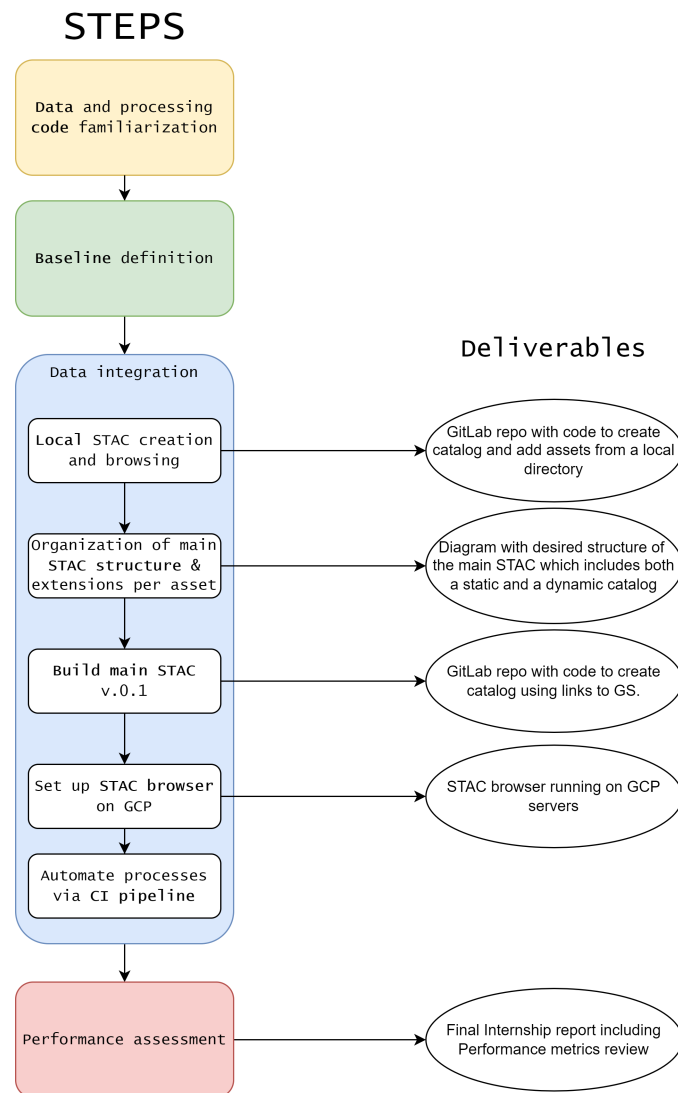 STEPS
Data and processing
code familiarization
Baseline definition
Data integration
Local STAC creation
and browsing
Organization of main
STAC structure &
extensions per asset
Build main STAC
v.0.1
Set up STAC browser
on GCP
Automate processes
via CI pipeline
Performance assessment
Deliverables
GitLab repo with code to create
catalog and add assets from a local
directory
Diagram with desired structure of
the main STAC which includes both
a static and a dynamic catalog
GitLab repo with code to create
catalog using links to GS.
STAC browser running on GCP
servers
Final Internship report including
Performance metrics review